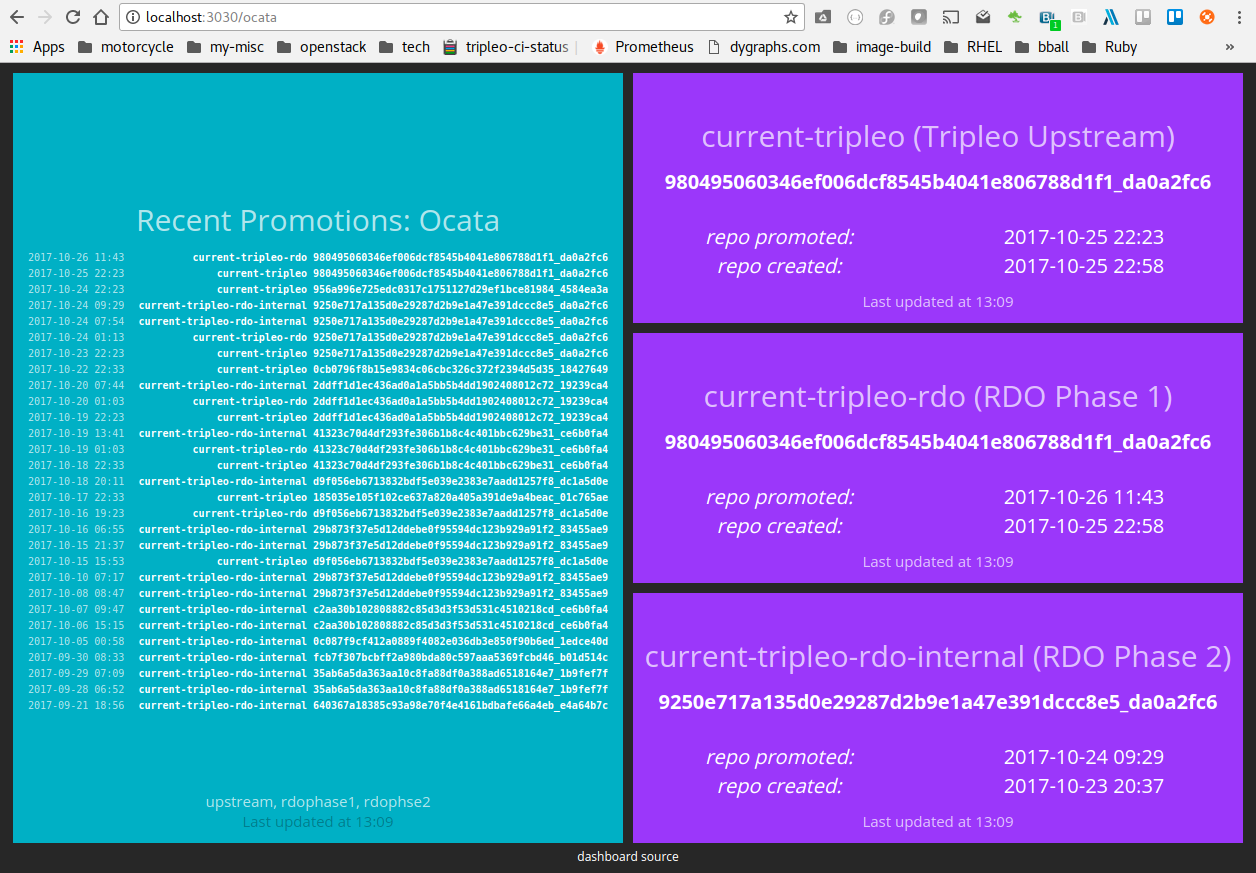 localhost:3030/ocata
1
Apps motorcycle my-misc openstack tech tripleo-ci-status Prometheus dygraphs.com image-build RHEL bball Ruby »
Recent Promotions: Ocata
2017-10-26 11:43 current-tripleo-rdo 980495060346ef006dcf8545b4041e806788d1f1_da0a2fc6
2017-10-25 22:23 current-tripleo 980495060346ef006dcf8545b4041e806788d1f1_da0a2fc6
2017-10-24 22:23 current-tripleo 956a996e725edc0317c1751127d29ef1bce81984_4584ea3a
2017-10-24 09:29 current-tripleo-rdo-internal 9250e717a135d0e29287d2b9e1a47e391dccc8e5_da0a2fc6
2017-10-24 07:54 current-tripleo-rdo-internal 9250e717a135d0e29287d2b9e1a47e391dccc8e5_da0a2fc6
2017-10-24 01:13 current-tripleo-rdo 9250e717a135d0e29287d2b9e1a47e391dccc8e5_da0a2fc6
2017-10-23 22:23 current-tripleo 9250e717a135d0e29287d2b9e1a47e391dccc8e5_da0a2fc6
2017-10-22 22:33 current-tripleo 0cb0796f8b15e9834c06cbc326c372f2394d5d35_18427649
2017-10-20 07:44 current-tripleo-rdo-internal 2ddff1d1ec436ad0a1a5bb5b4dd1902408012c72_19239ca4
2017-10-20 01:03 current-tripleo-rdo 2ddff1d1ec436ad0a1a5bb5b4dd1902408012c72_19239ca4
2017-10-19 22:23 current-tripleo 2ddff1d1ec436ad0a1a5bb5b4dd1902408012c72_19239ca4
2017-10-19 13:41 current-tripleo-rdo-internal 41323c70d4df293fe306b1b8c4c401bbc629be31_ce6b0fa4
2017-10-19 01:03 current-tripleo-rdo 41323c70d4df293fe306b1b8c4c401bbc629be31_ce6b0fa4
2017-10-18 22:33 current-tripleo 41323c70d4df293fe306b1b8c4c401bbc629be31_ce6b0fa4
2017-10-18 20:11 current-tripleo-rdo-internal d9f056eb6713832bdf5e039e2383e7aadd1257f8_dc1a5d0e
2017-10-17 22:33 current-tripleo 185035e105f102ce637a820a405a391de9a4beac_01c765ae
2017-10-16 19:23 current-tripleo-rdo d9f056eb6713832bdf5e039e2383e7aadd1257f8_dc1a5d0e
2017-10-16 06:55 current-tripleo-rdo-internal 29b873f37e5d12ddebe0f95594dc123b929a91f2_83455ae9
2017-10-15 21:37 current-tripleo-rdo-internal 29b873f37e5d12ddebe0f95594dc123b929a91f2_83455ae9
2017-10-15 15:53 current-tripleo d9f056eb6713832bdf5e039e2383e7aadd1257f8_dc1a5d0e
2017-10-10 07:17 current-tripleo-rdo-internal 29b873f37e5d12ddebe0f95594dc123b929a91f2_83455ae9
2017-10-08 08:47 current-tripleo-rdo-internal 29b873f37e5d12ddebe0f95594dc123b929a91f2_83455ae9
2017-10-07 09:47 current-tripleo-rdo-internal c2aa30b102808882c85d3d3f53d531c4510218cd_ce6b0fa4
2017-10-06 15:15 current-tripleo-rdo-internal c2aa30b102808882c85d3d3f53d531c4510218cd_ce6b0fa4
2017-10-05 00:58 current-tripleo-rdo-internal 0c087f9cf412a0889f4082e036db3e850f90b6ed_1edce40d
2017-09-30 08:33 current-tripleo-rdo-internal fcb7f307bcbff2a980bda80c597aaa5369fcbd46_b01d514c
2017-09-29 07:09 current-tripleo-rdo-internal 35ab6a5da363aa10c8fa88df0a388ad6518164e7_1b9fef7f
2017-09-28 06:52 current-tripleo-rdo-internal 35ab6a5da363aa10c8fa88df0a388ad6518164e7_1b9fef7f
2017-09-21 18:56 current-tripleo-rdo-internal 640367a18385c93a98e70f4e4161bdbafe66a4eb_e4a64b7c
upstream, rdophase1, rdophse2
Last updated at 13:09
current-tripleo (Tripleo Upstream)
980495060346ef006dcf8545b4041e806788d1f1_da0a2fc6
repo promoted: 2017-10-25 22:23
repo created: 2017-10-25 22:58
Last updated at 13:09
current-tripleo-rdo (RDO Phase 1)
980495060346ef006dcf8545b4041e806788d1f1_da0a2fc6
repo promoted: 2017-10-26 11:43
repo created: 2017-10-25 22:58
Last updated at 13:09
current-tripleo-rdo-internal (RDO Phase 2)
9250e717a135d0e29287d2b9e1a47e391dccc8e5_da0a2fc6
repo promoted: 2017-10-24 09:29
repo created: 2017-10-23 20:37
Last updated at 13:09
dashboard source